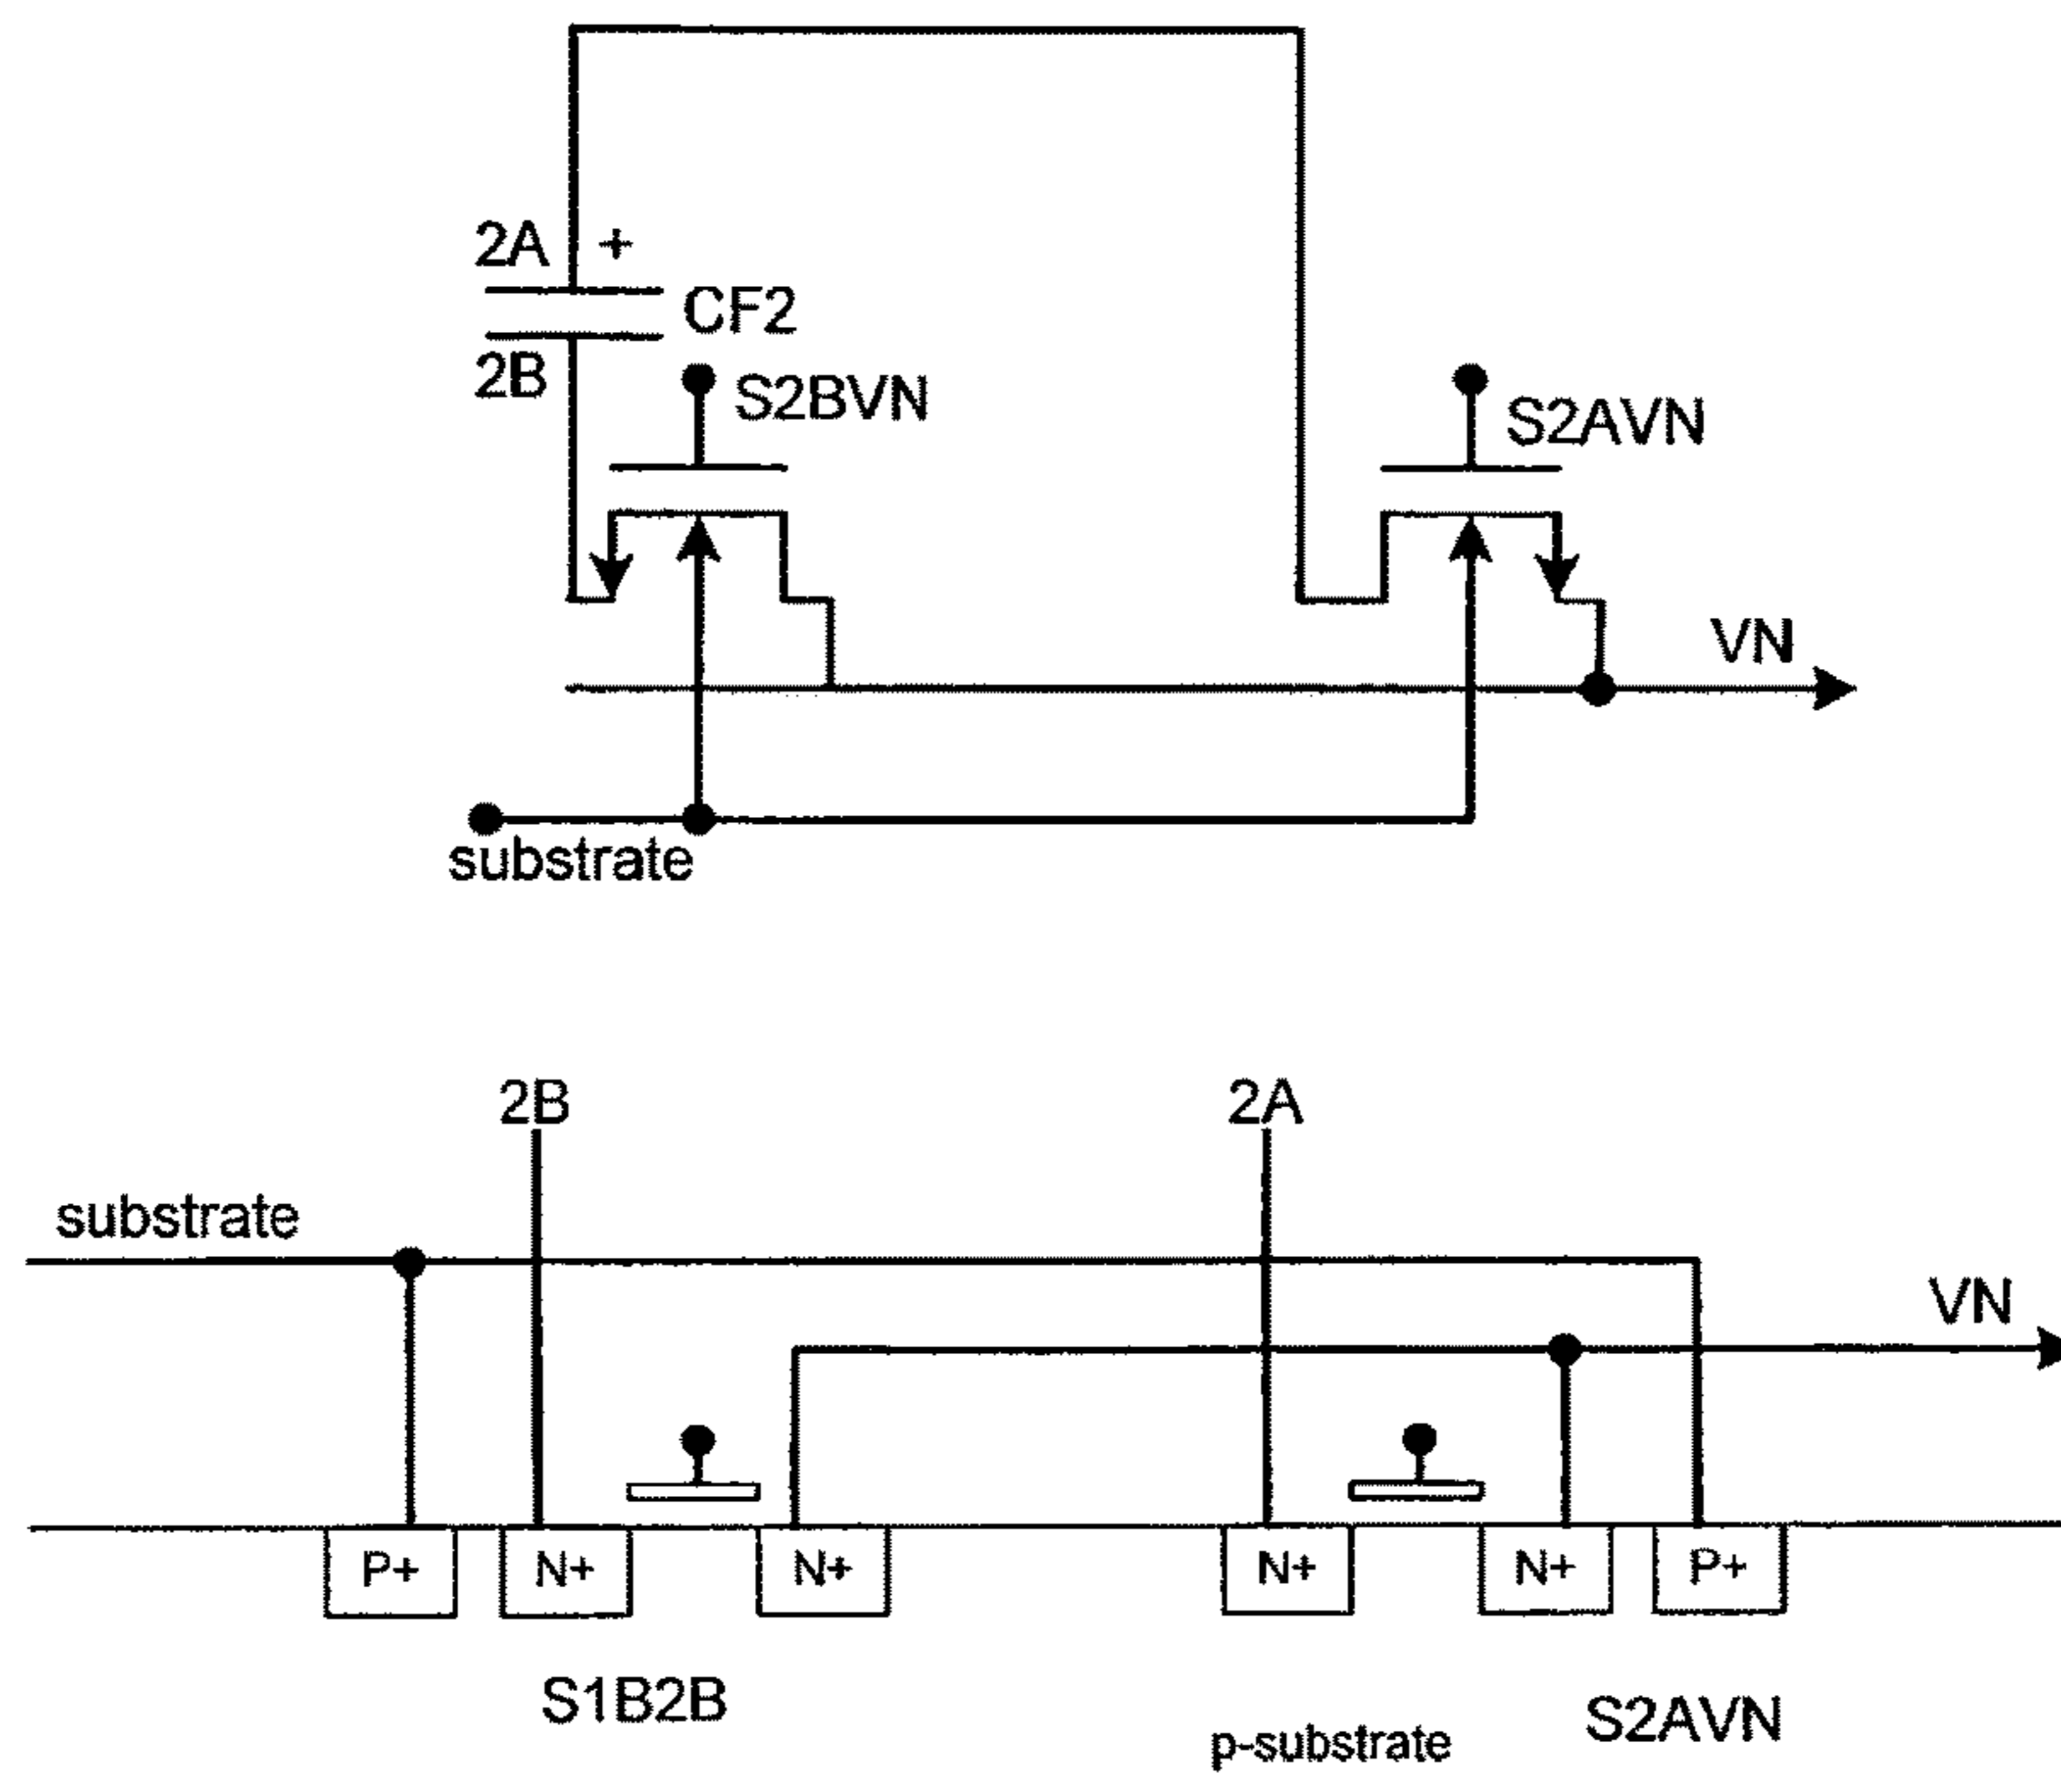 2A +
CF2
2B
S2BVN
S2AVN
VN
substrate
2B
2A
substrate
VN
P+ N+ N+ N+ N+ P+
S1B2B
S2AVN
p-substrate